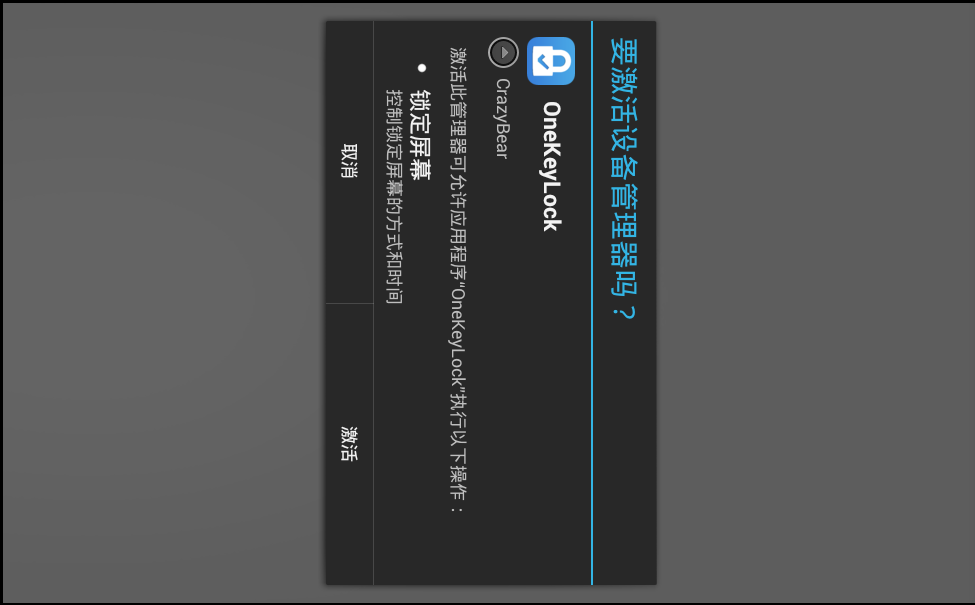 要激活设备管理器吗？
OneKeyLock
CrazyBear
激活此管理器可允许应用程序“OneKeyLock”执行以下操作：
• 锁定屏幕
控制锁定屏幕的方式和时间
取消
激活